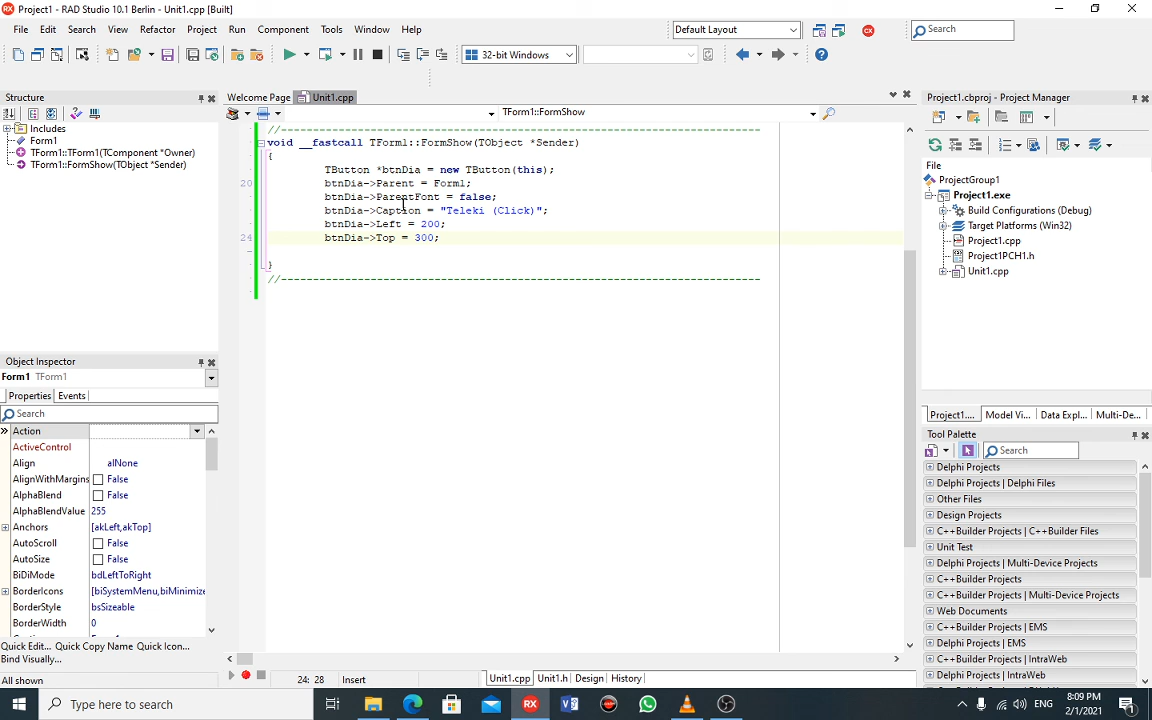 Project1 - RAD Studio 10.1 Berlin - Unit1.cpp [Built]
File Edit Search View Refactor Project Run Component Tools Window Help
Default Layout
Search
32-bit Windows
Structure
Includes
Form1
TForm1::TForm1(TComponent *Owner)
TForm1::FormShow(TObject *Sender)
Object Inspector
Form1 TForm1
Properties Events
Search
Action
ActiveControl
Align alNone
AlignWithMargins False
AlphaBlend False
AlphaBlendValue 255
Anchors [akLeft,akTop]
AutoScroll False
AutoSize False
BiDiMode bdLeftToRight
BorderIcons [biSystemMenu,biMinimize
BorderStyle bsSizeable
BorderWidth 0
Quick Edit... Quick Copy Name Quick Icon...
Bind Visually...
All shown
Welcome Page Unit1.cpp
TForm1::FormShow
//---------------------------------------------------------------------------
void __fastcall TForm1::FormShow(TObject *Sender)
{
TButton *btnDia = new TButton(this);
20 btnDia->Parent = Form1;
btnDia->ParentFont = false;
btnDia->Caption = "Teleki (Click)";
btnDia->Left = 200;
24 btnDia->Top = 300;
}
//---------------------------------------------------------------------------
24: 28 Insert
Unit1.cpp Unit1.h Design History
Project1.cbproj - Project Manager
File
ProjectGroup1
Project1.exe
Build Configurations (Debug)
Target Platforms (Win32)
Project1.cpp
Project1PCH1.h
Unit1.cpp
Project1.... Model Vi... Data Expl... Multi-De...
Tool Palette
Search
Delphi Projects
Delphi Projects | Delphi Files
Other Files
Design Projects
C++Builder Projects | C++Builder Files
Unit Test
Delphi Projects | Multi-Device Projects
C++Builder Projects
C++Builder Projects | Multi-Device Projects
Web Documents
C++Builder Projects | EMS
Delphi Projects | EMS
C++Builder Projects | IntraWeb
Delphi Projects | IntraWeb
Type here to search
ENG
8:09 PM
2/1/2021